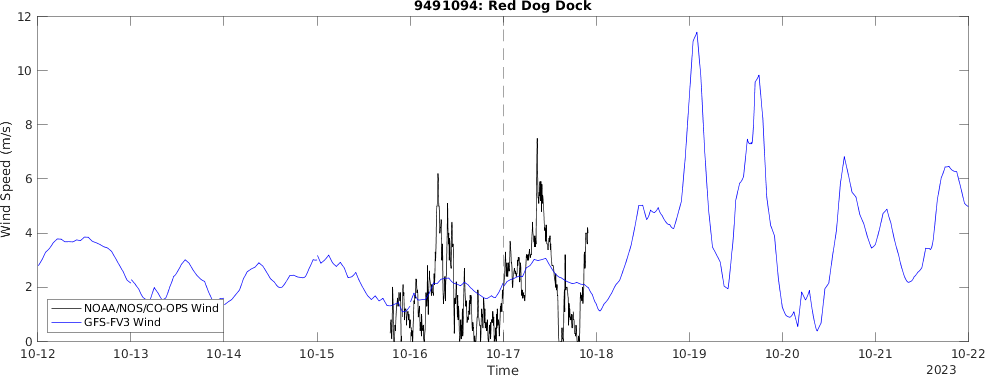 9491094: Red Dog Dock
12
10
8
6
4
2
0
Wind Speed (m/s)
NOAA/NOS/CO-OPS Wind
GFS-FV3 Wind
10-12 10-13 10-14 10-15 10-16 10-17 10-18 10-19 10-20 10-21 10-22
Time
2023